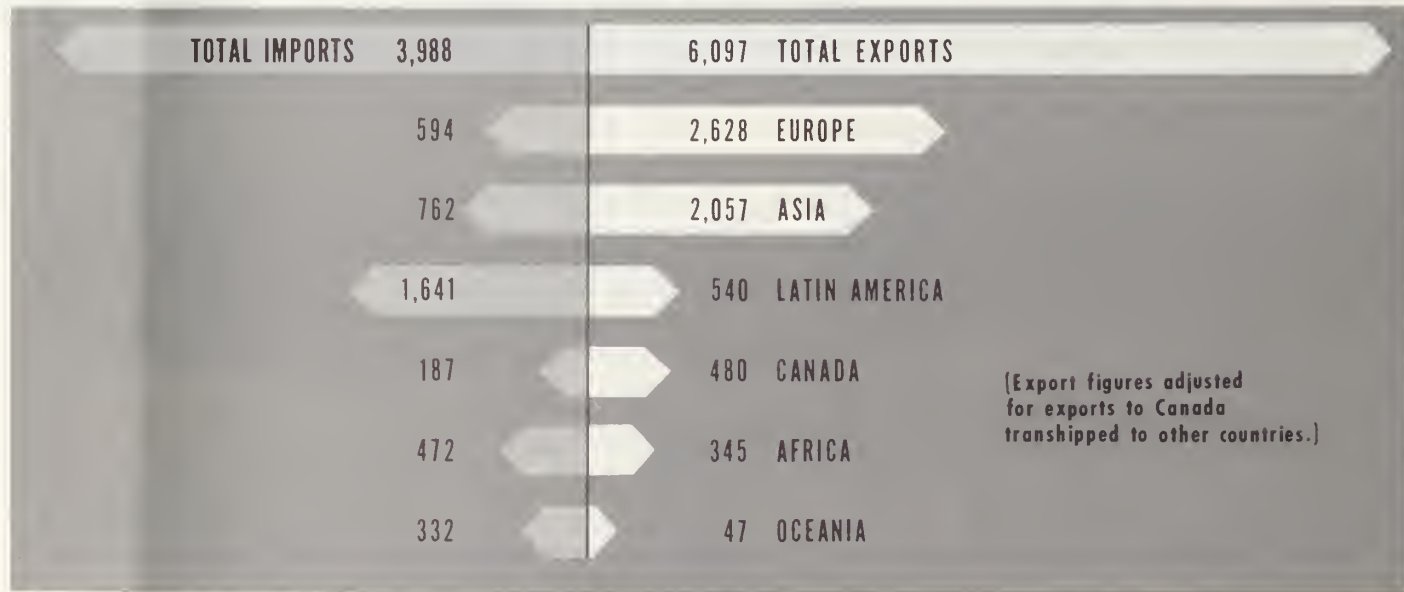 TOTAL IMPORTS 3,988 6,097 TOTAL EXPORTS
594 2,628 EUROPE
762 2,057 ASIA
1,641 540 LATIN AMERICA
187 480 CANADA
(Export figures adjusted
for exports to Canada
transhipped to other countries.)
472 345 AFRICA
332 47 OCEANIA